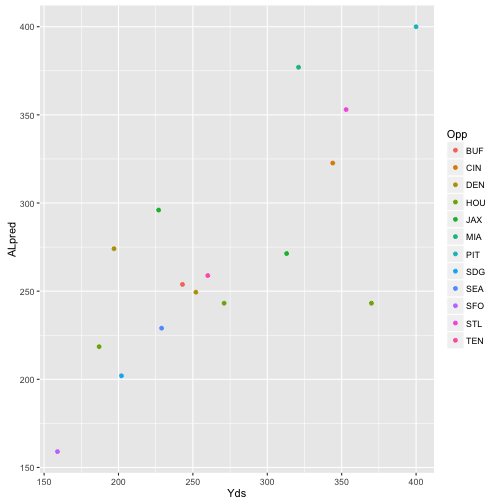 400
350
300
250
200
150
ALpred
150
200
250
300
350
400
Yds
Opp
BUF
CIN
DEN
HOU
JAX
MIA
PIT
SDG
SEA
SFO
STL
TEN